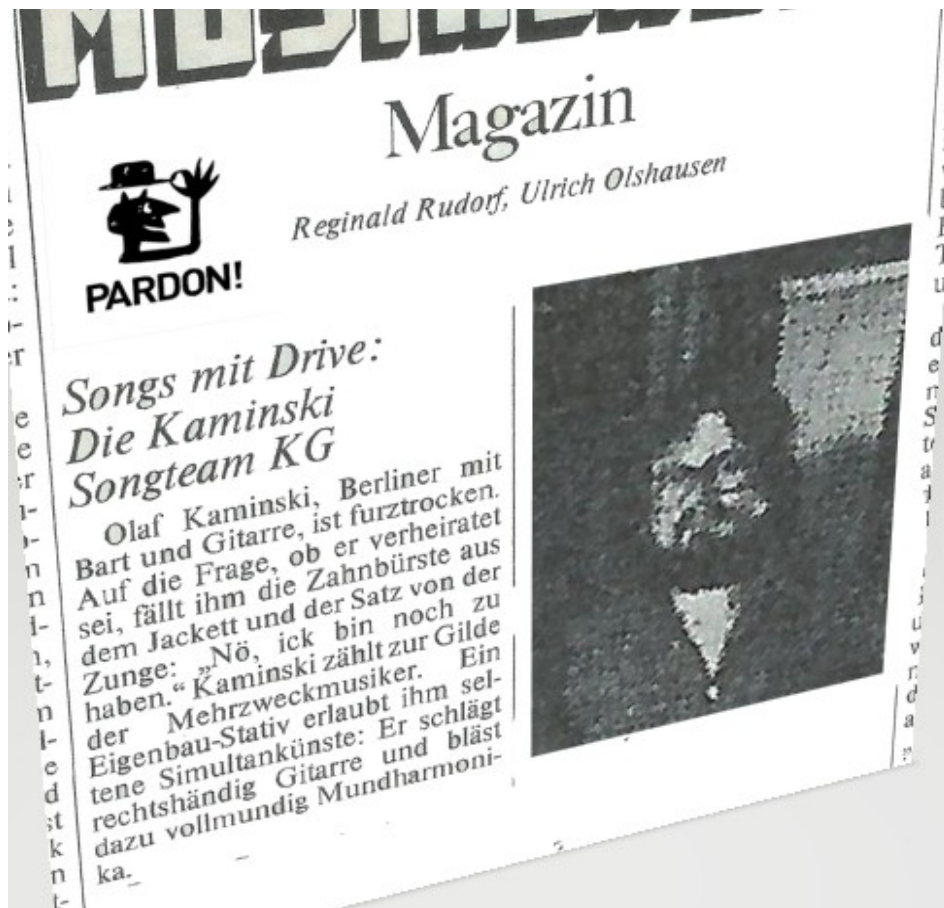 Magazin
Reginald Rudorf, Ulrich Olshausen
PARDON!
Songs mit Drive:
Die Kaminski
Songteam KG
Olaf Kaminski, Berliner mit
Bart und Gitarre, ist furztrocken.
Auf die Frage, ob er verheiratet
sei, fällt ihm die Zahnbürste aus
dem Jackett und der Satz von der
Zunge: „Nö, ick bin noch zu
haben.“ Kaminski zählt zur Gilde
der Mehrzweckmusiker. Ein
Eigenbau-Stativ erlaubt ihm sel-
tene Simultankünste: Er schlägt
rechtshändig Gitarre und bläst
dazu vollmundig Mundharmoni-
ka.